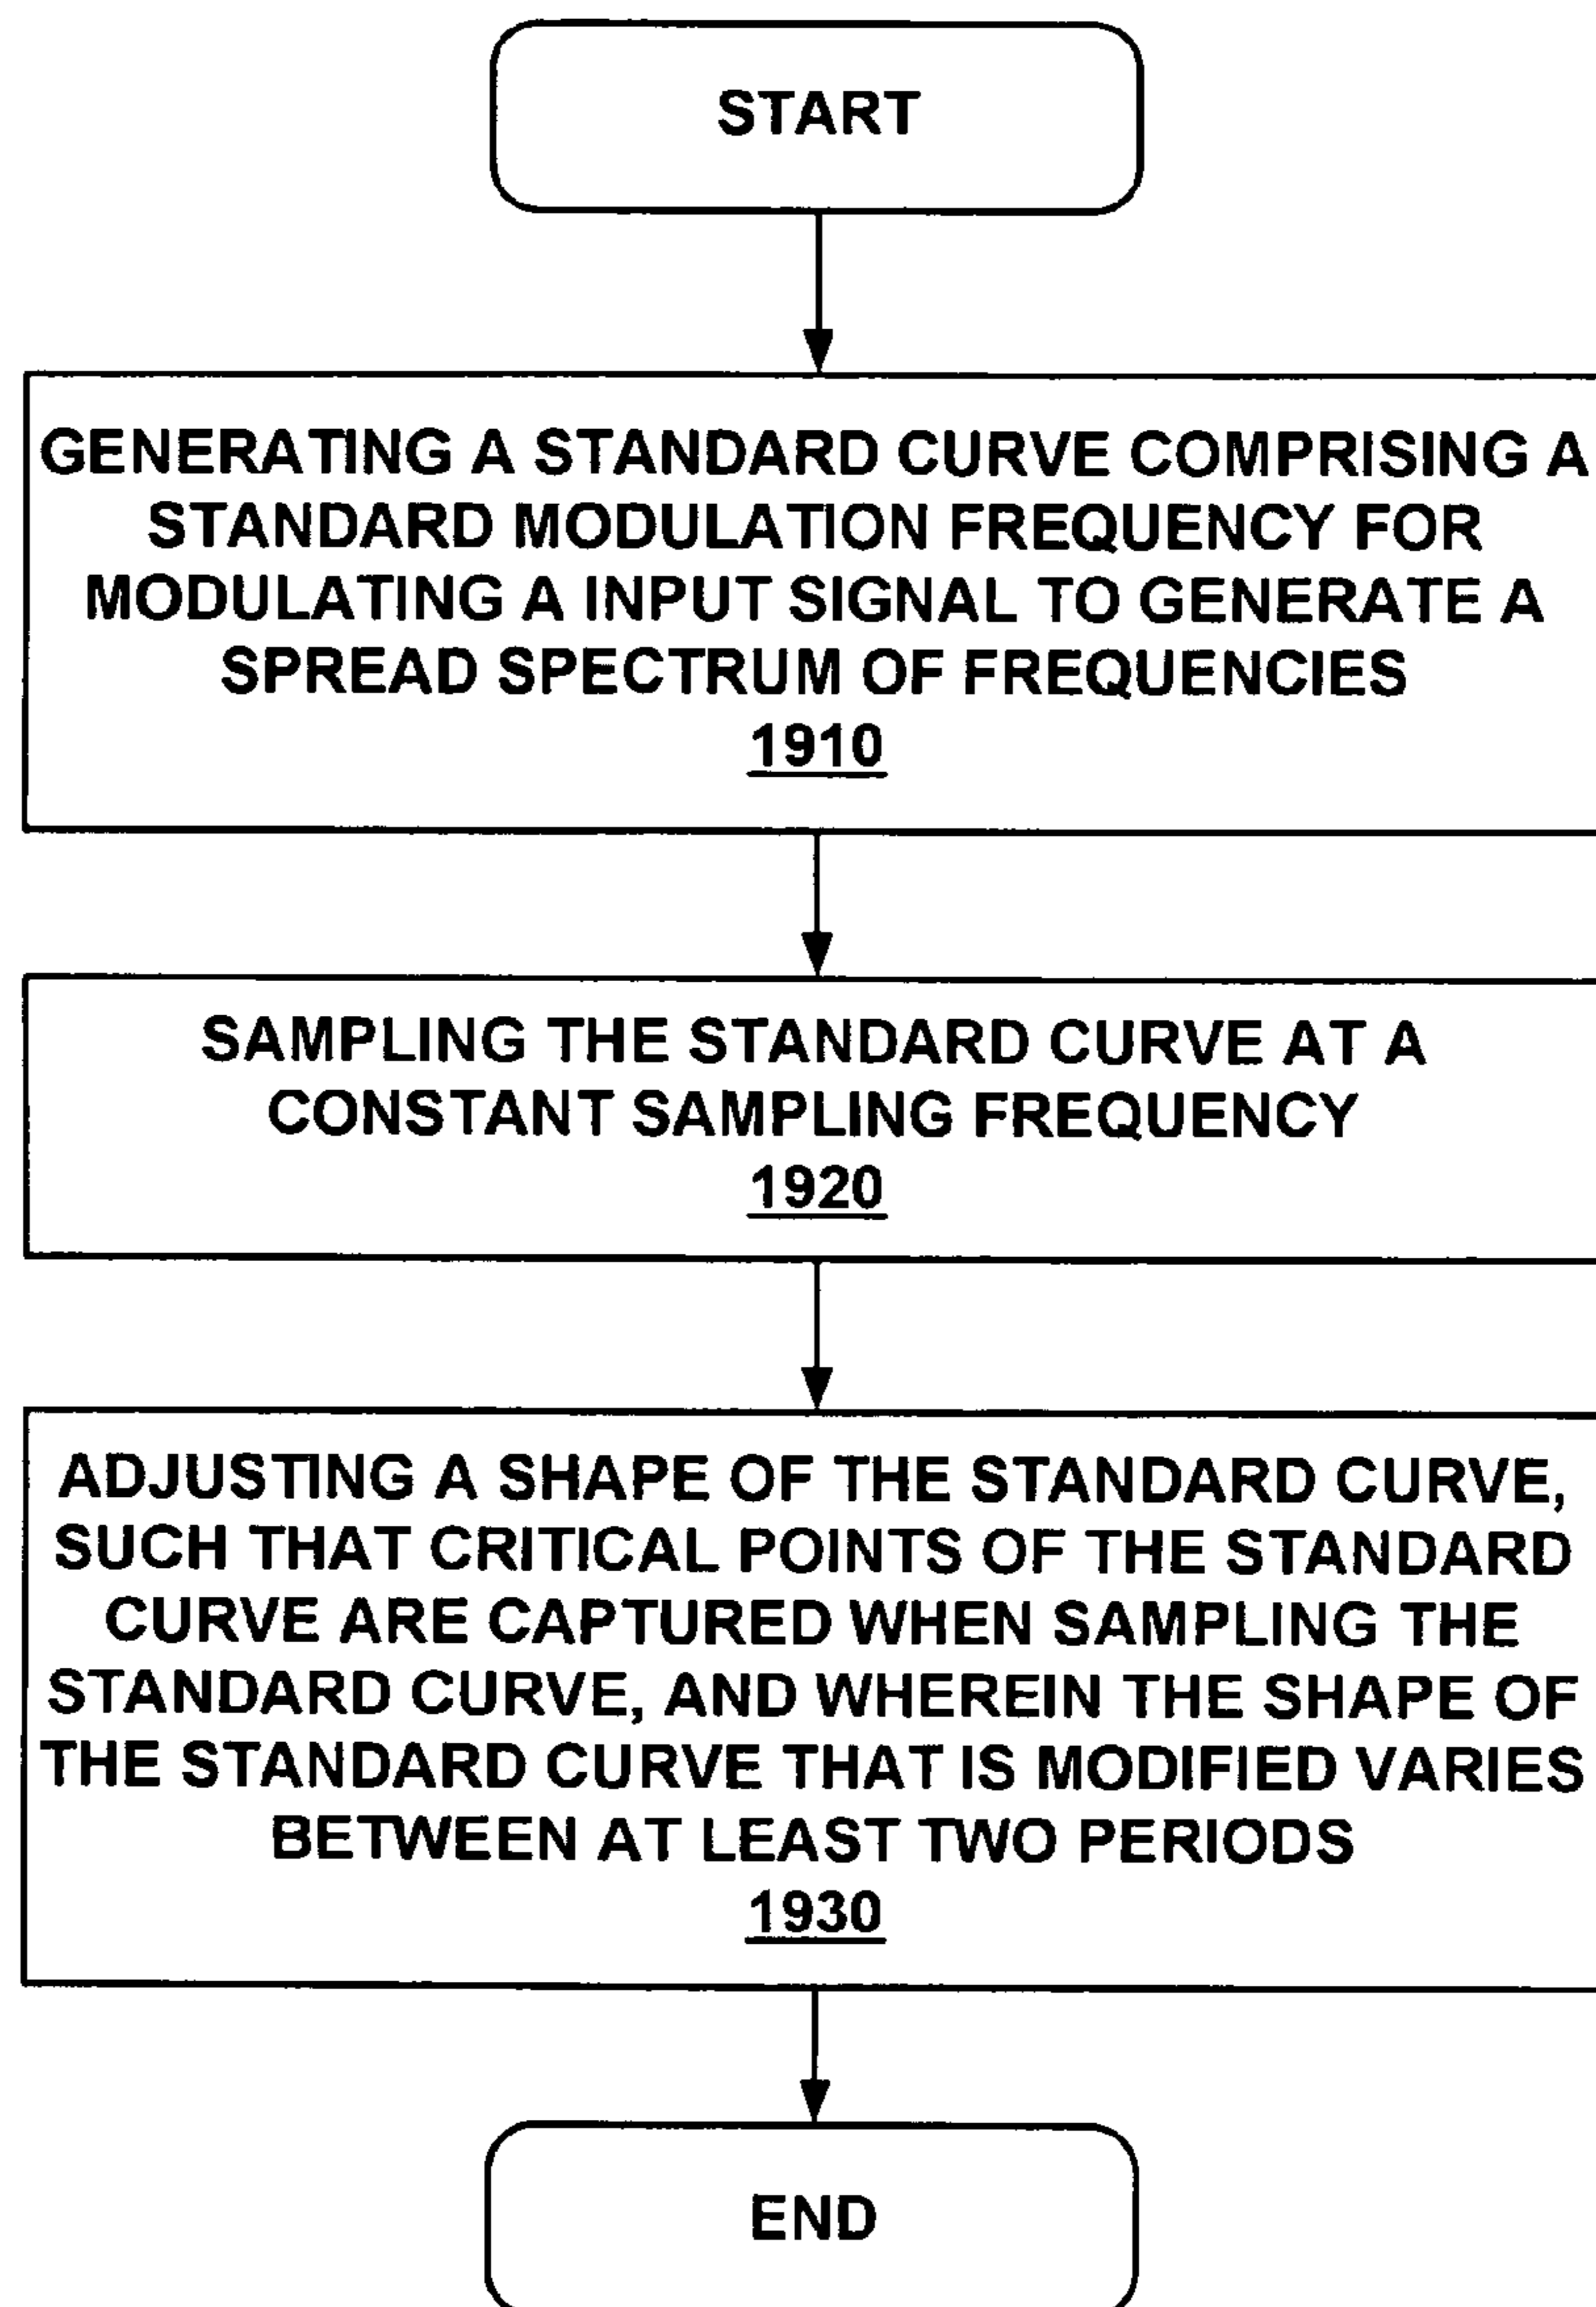 START
GENERATING A STANDARD CURVE COMPRISING A
STANDARD MODULATION FREQUENCY FOR
MODULATING A INPUT SIGNAL TO GENERATE A
SPREAD SPECTRUM OF FREQUENCIES
1910
SAMPLING THE STANDARD CURVE AT A
CONSTANT SAMPLING FREQUENCY
1920
ADJUSTING A SHAPE OF THE STANDARD CURVE,
SUCH THAT CRITICAL POINTS OF THE STANDARD
CURVE ARE CAPTURED WHEN SAMPLING THE
STANDARD CURVE, AND WHEREIN THE SHAPE OF
THE STANDARD CURVE THAT IS MODIFIED VARIES
BETWEEN AT LEAST TWO PERIODS
1930
END